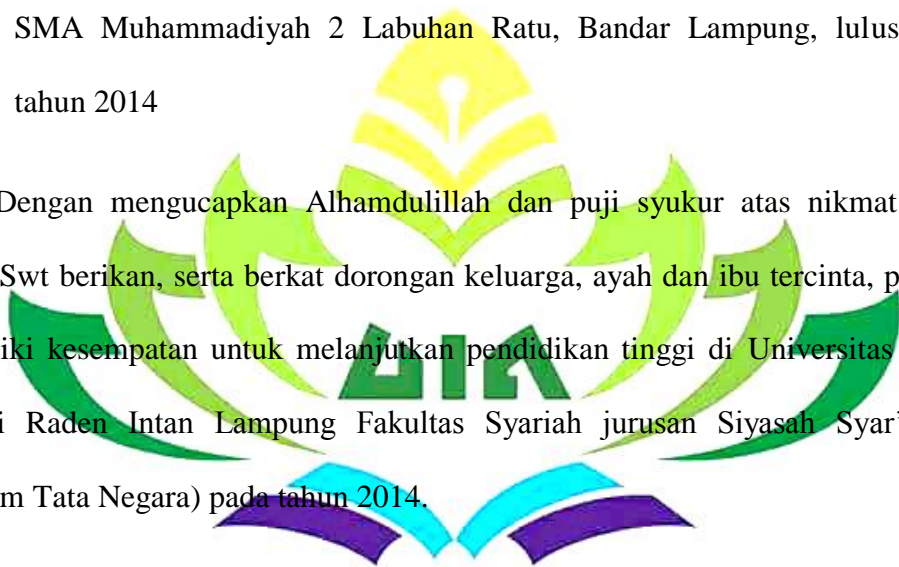 SMA Muhammadiyah 2 Labuhan Ratu, Bandar Lampung, lulus
tahun 2014
Dengan mengucapkan Alhamdulillah dan puji syukur atas nikmat
Swt berikan, serta berkat dorongan keluarga, ayah dan ibu tercinta, p
iki kesempatan untuk melanjutkan pendidikan tinggi di Universitas
i Raden Intan Lampung Fakultas Syariah jurusan Siyasah Syar’
m Tata Negara) pada tahun 2014.